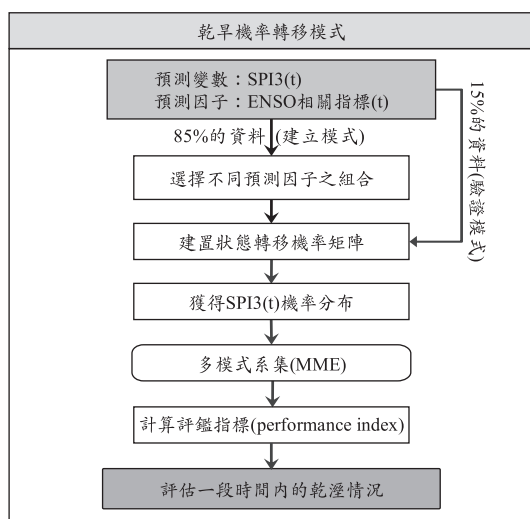 乾旱機率轉移模式
預測變數：SPI3(t)
預測因子：ENSO相關指標(t)
85%的資料 (建立模式)
15%的資料(驗證模式)
選擇不同預測因子之組合
建置狀態轉移機率矩陣
獲得SPI3(t)機率分布
多模式系集(MME)
計算評鑑指標(performance index)
評估一段時間內的乾溼情況